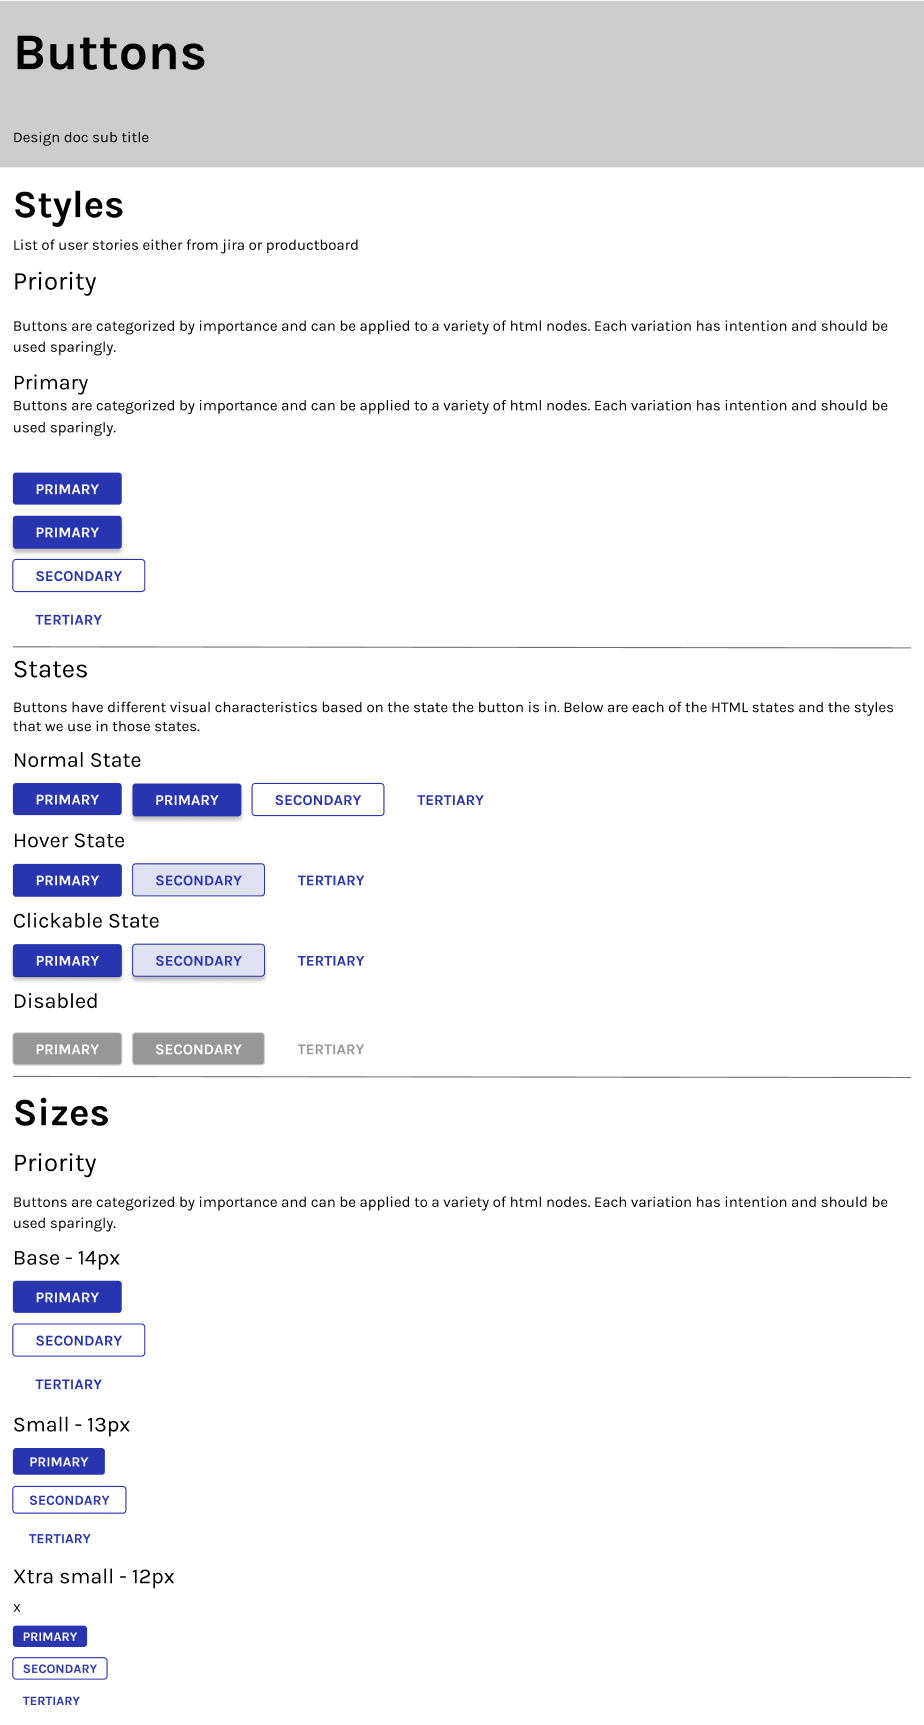 Buttons
Design doc sub title
Styles
List of user stories either from jira or productboard
Priority
Buttons are categorized by importance and can be applied to a variety of html nodes. Each variation has intention and should be
used sparingly.
Primary
Buttons are categorized by importance and can be applied to a variety of html nodes. Each variation has intention and should be
used sparingly.
PRIMARY
PRIMARY
SECONDARY
TERTIARY
States
Buttons have different visual characteristics based on the state the button is in. Below are each of the HTML states and the styles
that we use in those states.
Normal State
PRIMARY PRIMARY SECONDARY TERTIARY
Hover State
PRIMARY SECONDARY TERTIARY
Clickable State
PRIMARY SECONDARY TERTIARY
Disabled
PRIMARY SECONDARY TERTIARY
Sizes
Priority
Buttons are categorized by importance and can be applied to a variety of html nodes. Each variation has intention and should be
used sparingly.
Base - 14px
PRIMARY
SECONDARY
TERTIARY
Small - 13px
PRIMARY
SECONDARY
TERTIARY
Xtra small - 12px
x
PRIMARY
SECONDARY
TERTIARY